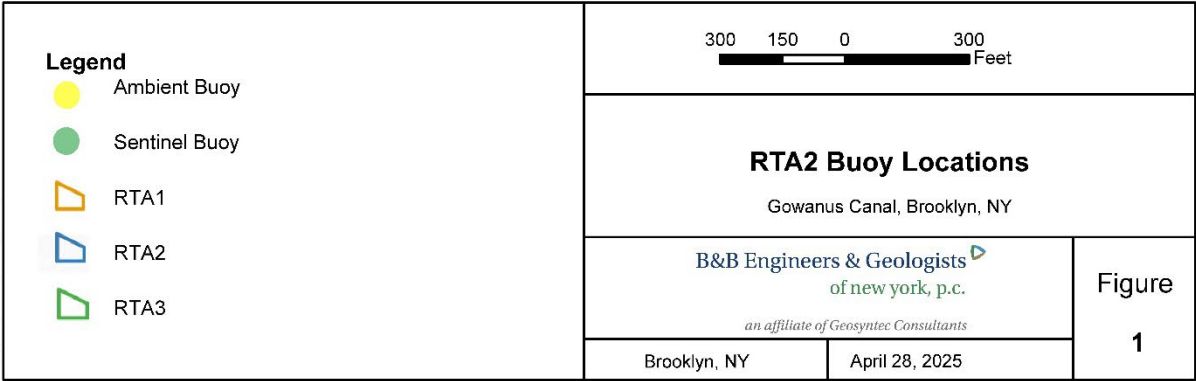 Legend
Ambient Buoy
Sentinel Buoy
RTA1
RTA2
RTA3
300 150 0 300
Feet
RTA2 Buoy Locations
Gowanus Canal, Brooklyn, NY
B&B Engineers & Geologists
of new york, p.c.
an affiliate of Geosyntec Consultants
Brooklyn, NY
April 28, 2025
Figure
1